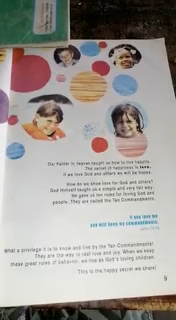 Our Father in heaven taught us how to live happily.
The secret of happiness is love.
If we love God and others we will be happy.
How do we show love for God and others?
God Himself taught us a simple and very fair way:
He gave us ten rules for loving God and
people. They are called the Ten Commandments.
If you love me
you will keep my commandments.
What a privilege it is to know and live by the Ten Commandments!
They are the way to real love and joy. When we keep
these great rules of behavior, we live as God's loving children.
This is the happy secret we share!
9